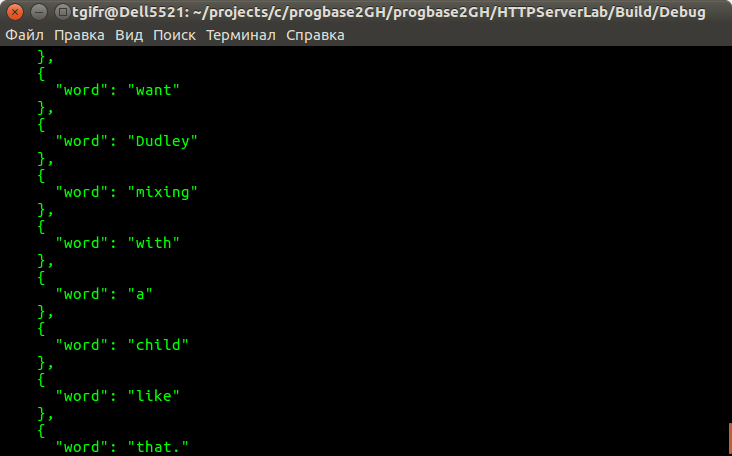 tgifr@Dell5521: ~/projects/c/progbase2GH/progbase2GH/HTTPServerLab/Build/Debug
Файл Правка Вид Поиск Терминал Справка
},
{
"word": "want"
},
{
"word": "Dudley"
},
{
"word": "mixing"
},
{
"word": "with"
},
{
"word": "a"
},
{
"word": "child"
},
{
"word": "like"
},
{
"word": "that."